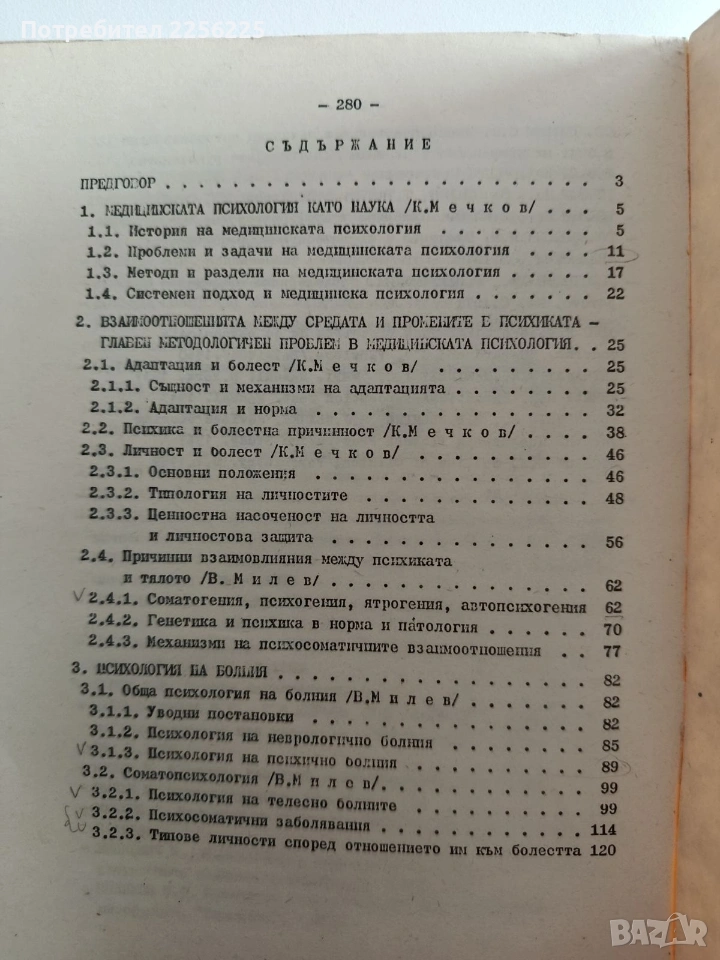 Потребител 2256225
- 280 -
СЪДЪРЖАНИЕ
ПРЕДГОВОР . . . . . . . . . . . . . . . . . . . . . . . . 3
1. МЕДИЦИНСКАТА ПСИХОЛОГИЯ КАТО НАУКА /К.М е ч к о в/ . . . 5
1.1. История на медицинската психология . . . . . . . . 5
1.2. Проблеми и задачи на медицинската психология . . . . 11
1.3. Методи и раздели на медицинската психология . . . . 17
1.4. Системен подход и медицинска психология . . . . . . 22
2. ВЗАИМООТНОШЕНИЯТА МЕЖДУ СРЕДАТА И ПРОМЕНИТЕ В ПСИХИКАТА -
ГЛАВЕН МЕТОДОЛОГИЧЕН ПРОБЛЕМ В МЕДИЦИНСКАТА ПСИХОЛОГИЯ. . 25
2.1. Адаптация и болест /К.М е ч к о в/ . . . . . . . . . 25
2.1.1. Същност и механизми на адаптацията . . . . . . . 25
2.1.2. Адаптация и норма . . . . . . . . . . . . . . . 32
2.2. Психика и болестна причинност /К.М е ч к о в/ . . . . 38
2.3. Личност и болест /К.М е ч к о в/ . . . . . . . . . . 46
2.3.1. Основни положения . . . . . . . . . . . . . . . 46
2.3.2. Типология на личностите . . . . . . . . . . . . 48
2.3.3. Ценностна насоченост на личността
и личностова защита . . . . . . . . . . . . . . 56
2.4. Причинни взаимовлияния между психиката
и тялото /В. М и л е в/ . . . . . . . . . . . . . . 62
2.4.1. Соматогения, психогения, ятрогения, автопсихогения 62
2.4.2. Генетика и психика в норма и патология . . . . . 70
2.4.3. Механизми на психосоматичните взаимоотношения . . 77
3. ПСИХОЛОГИЯ НА БОЛНИЯ . . . . . . . . . . . . . . . . . 82
3.1. Обща психология на болния /В.М и л е в/ . . . . . . . 82
3.1.1. Уводни постановки . . . . . . . . . . . . . . . 82
3.1.2. Психология на неврологично болния . . . . . . . 85
3.1.3. Психология на психично болния . . . . . . . . . 89
3.2. Соматопсихология /В.М и л е в/. . . . . . . . . . . . 99
3.2.1. Психология на телесно болните . . . . . . . . . 99
3.2.2. Психосоматични заболявания . . . . . . . . . . 114
3.2.3. Типове личности според отношението им към болестта 120
BAZAR